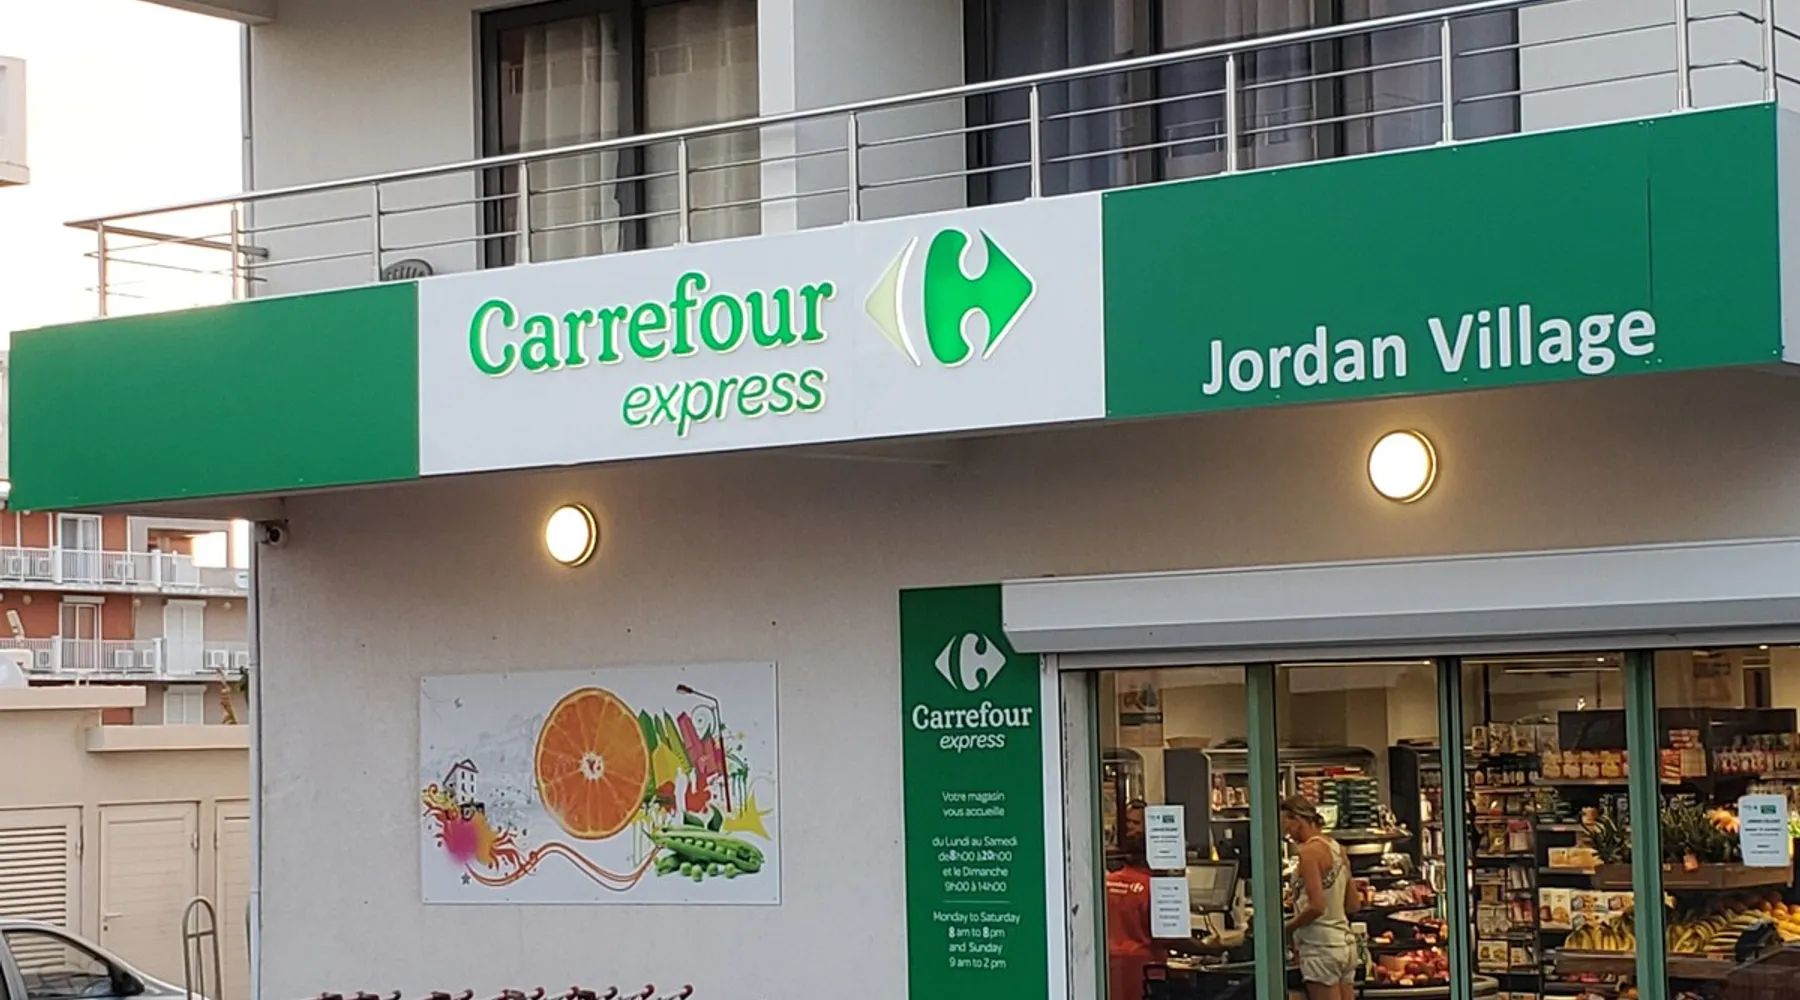 Carrefour
express
Jordan Village
Carrefour
express
Votre magasin
vous accueille
du Lundi au Samedi
de 8h00 à 20h00
et le Dimanche
9h00 à 14h00
Monday to Saturday
8 am to 8 pm
and Sunday
9 am to 2 pm